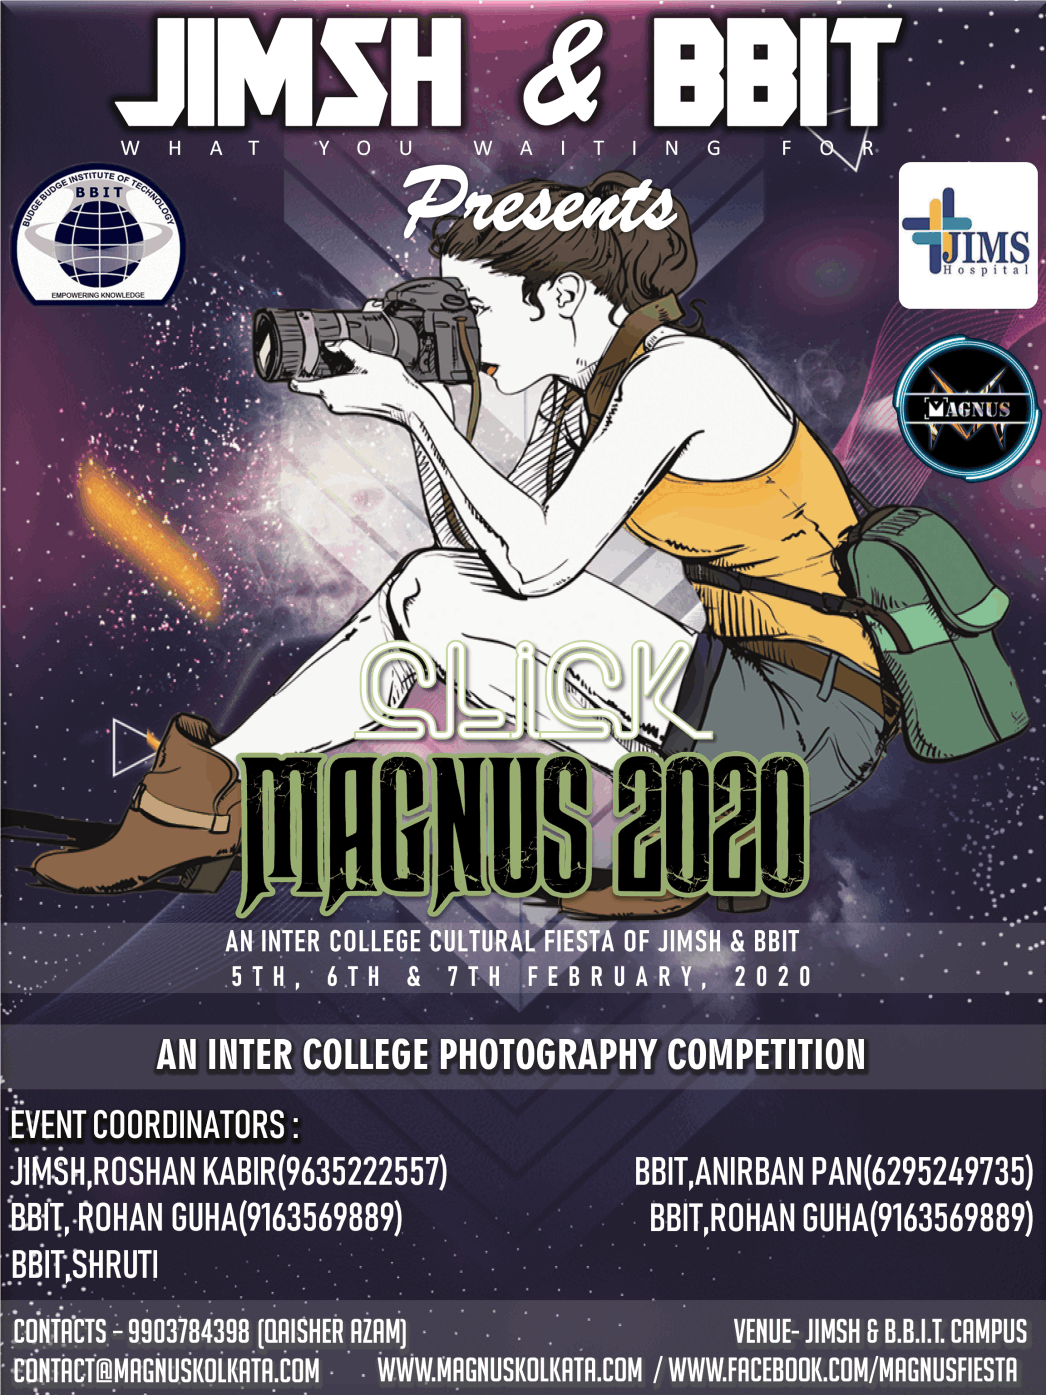 JIMSH & BBIT
WHAT YOU WAITING FOR
Presents
BUDGE BUDGE INSTITUTE OF TECHNOLOGY
BBIT
EMPOWERING KNOWLEDGE
JIMS
Hospital
MAGNUS
CLiCK
MAGNUS 2020
AN INTER COLLEGE CULTURAL FIESTA OF JIMSH & BBIT
5TH, 6TH & 7TH FEBRUARY, 2020
AN INTER COLLEGE PHOTOGRAPHY COMPETITION
EVENT COORDINATORS :
JIMSH,ROSHAN KABIR(9635222557)
BBIT, ROHAN GUHA(9163569889)
BBIT,SHRUTI
BBIT,ANIRBAN PAN(6295249735)
BBIT,ROHAN GUHA(9163569889)
CONTACTS - 9903784398 (QAISHER AZAM)
VENUE- JIMSH & B.B.I.T. CAMPUS
CONTACT@MAGNUSKOLKATA.COM
WWW.MAGNUSKOLKATA.COM / WWW.FACEBOOK.COM/MAGNUSFIESTA